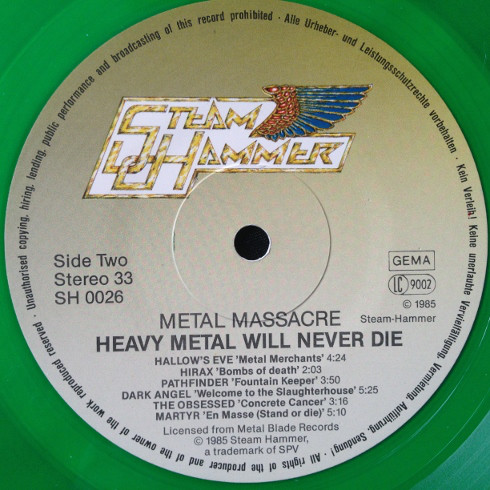 Unauthorised copying, hiring, lending, public performance and broadcasting of this record prohibited · Alle Urheber- und Leistungsschutzrechte vorbehalten · Kein Verleih! Keine unerlaubte Vervielfältigung, Vermietung, Aufführung, Sendung! · All rights of the producer and of the owner of the work reproduced reserved ·
STEAM
HAMMER
Side Two
Stereo 33
SH 0026
GEMA
LC 9002
© 1985
Steam-Hammer
METAL MASSACRE
HEAVY METAL WILL NEVER DIE
HALLOW'S EVE 'Metal Merchants' 4:24
HIRAX 'Bombs of death' 2:03
PATHFINDER 'Fountain Keeper' 3:50
DARK ANGEL 'Welcome to the Slaughterhouse' 5:25
THE OBSESSED 'Concrete Cancer' 3:16
MARTYR 'En Masse (Stand or die)' 5:10
Licensed from Metal Blade Records
© 1985 Steam Hammer,
a trademark of SPV